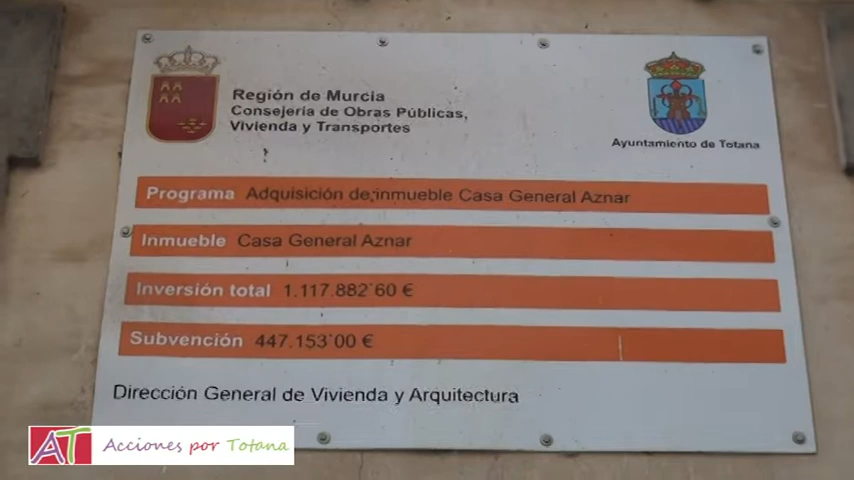 Región de Murcia
Consejería de Obras Públicas,
Vivienda y Transportes
Ayuntamiento de Totana
Programa Adquisición de inmueble Casa General Aznar
Inmueble Casa General Aznar
Inversión total 1.117.882'60 €
Subvención 447.153'00 €
Dirección General de Vivienda y Arquitectura
AT Acciones por Totana